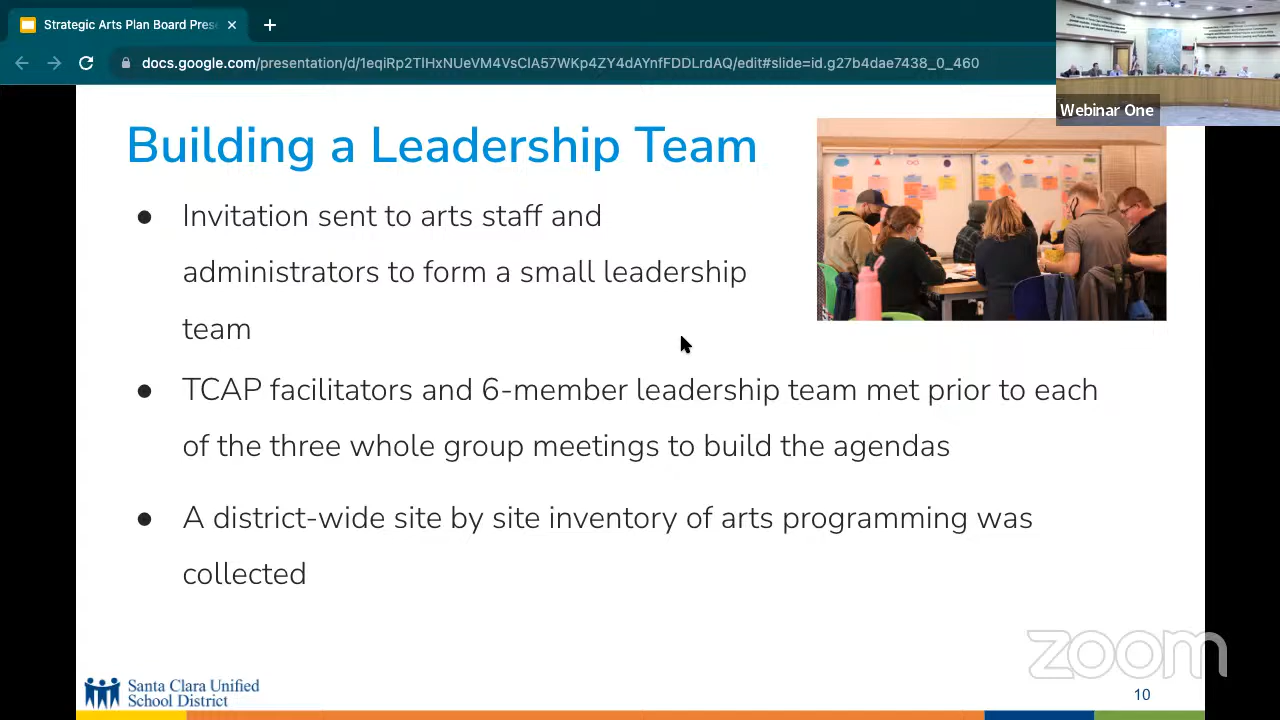 Strategic Arts Plan Board Pres
docs.google.com/presentation/d/1eqiRp2TlHxNUeVM4VsClA57WKp4ZY4dAYnfFDDLrdAQ/edit#slide=id.g27b4dae7438_0_460
Webinar One
Building a Leadership Team
● Invitation sent to arts staff and
administrators to form a small leadership
team
● TCAP facilitators and 6-member leadership team met prior to each
of the three whole group meetings to build the agendas
● A district-wide site by site inventory of arts programming was
collected
zoom
Santa Clara Unified
School District
10